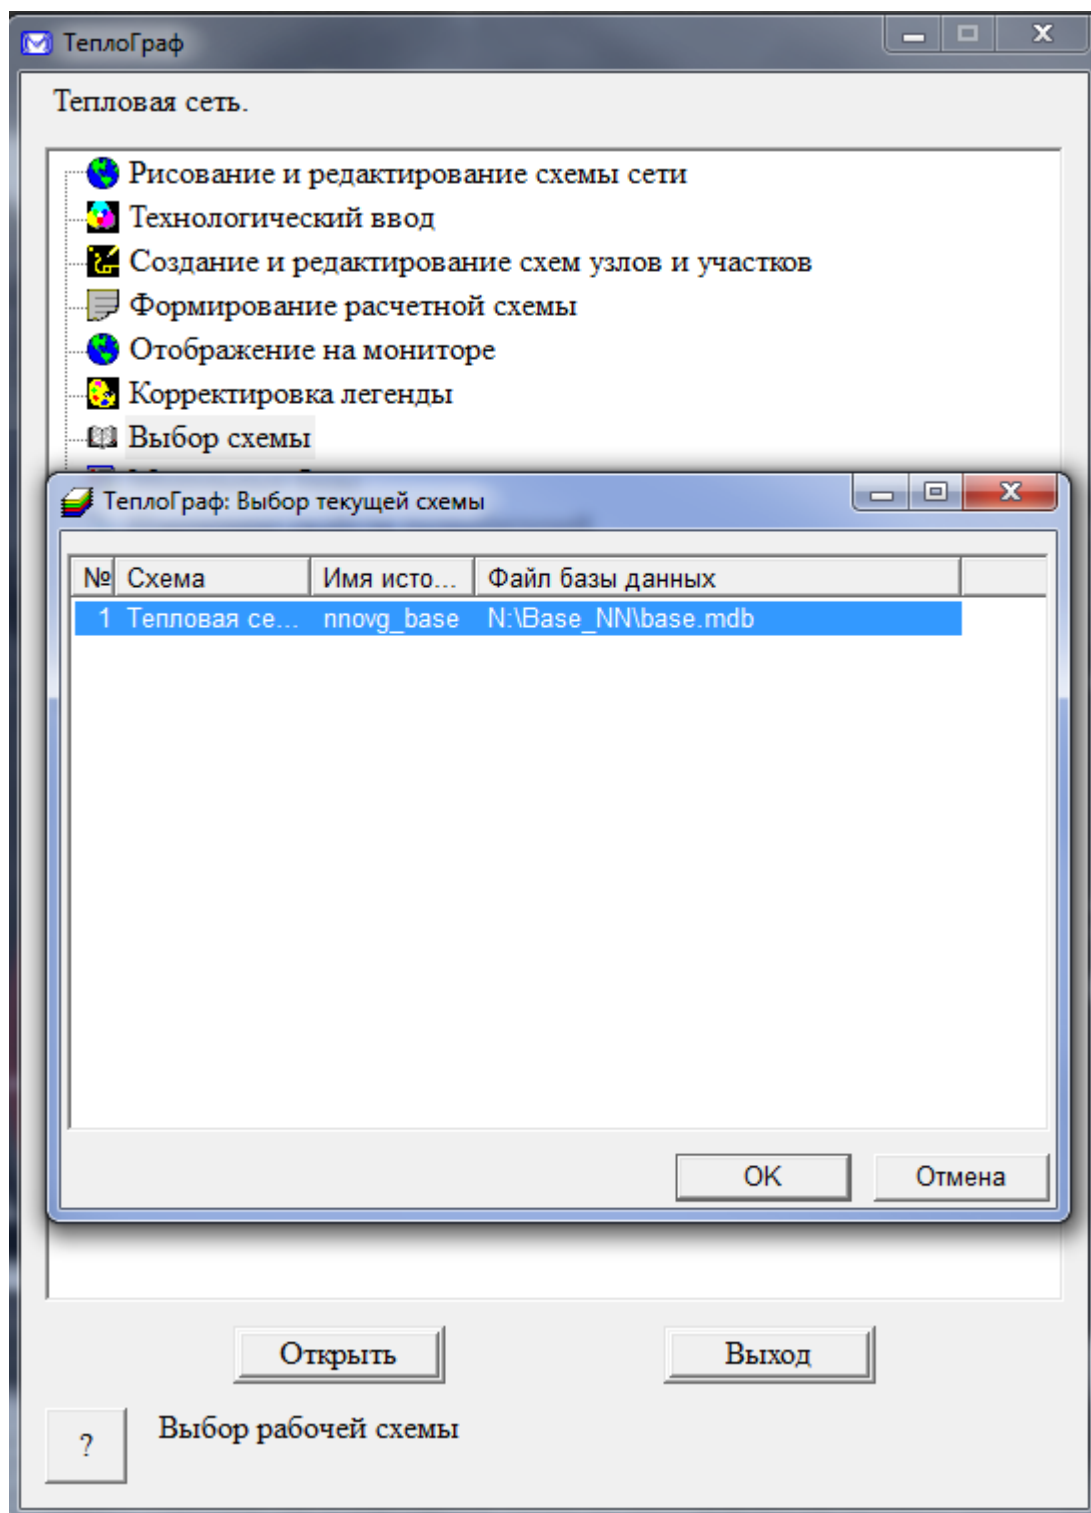 ТеплоГраф
Тепловая сеть.
Рисование и редактирование схемы сети
Технологический ввод
Создание и редактирование схем узлов и участков
Формирование расчетной схемы
Отображение на мониторе
Корректировка легенды
Выбор схемы
ТеплоГраф: Выбор текущей схемы
№ Схема Имя исто... Файл базы данных
1 Тепловая се... nnovg_base N:\Base_NN\base.mdb
OK Отмена
Открыть Выход
? Выбор рабочей схемы